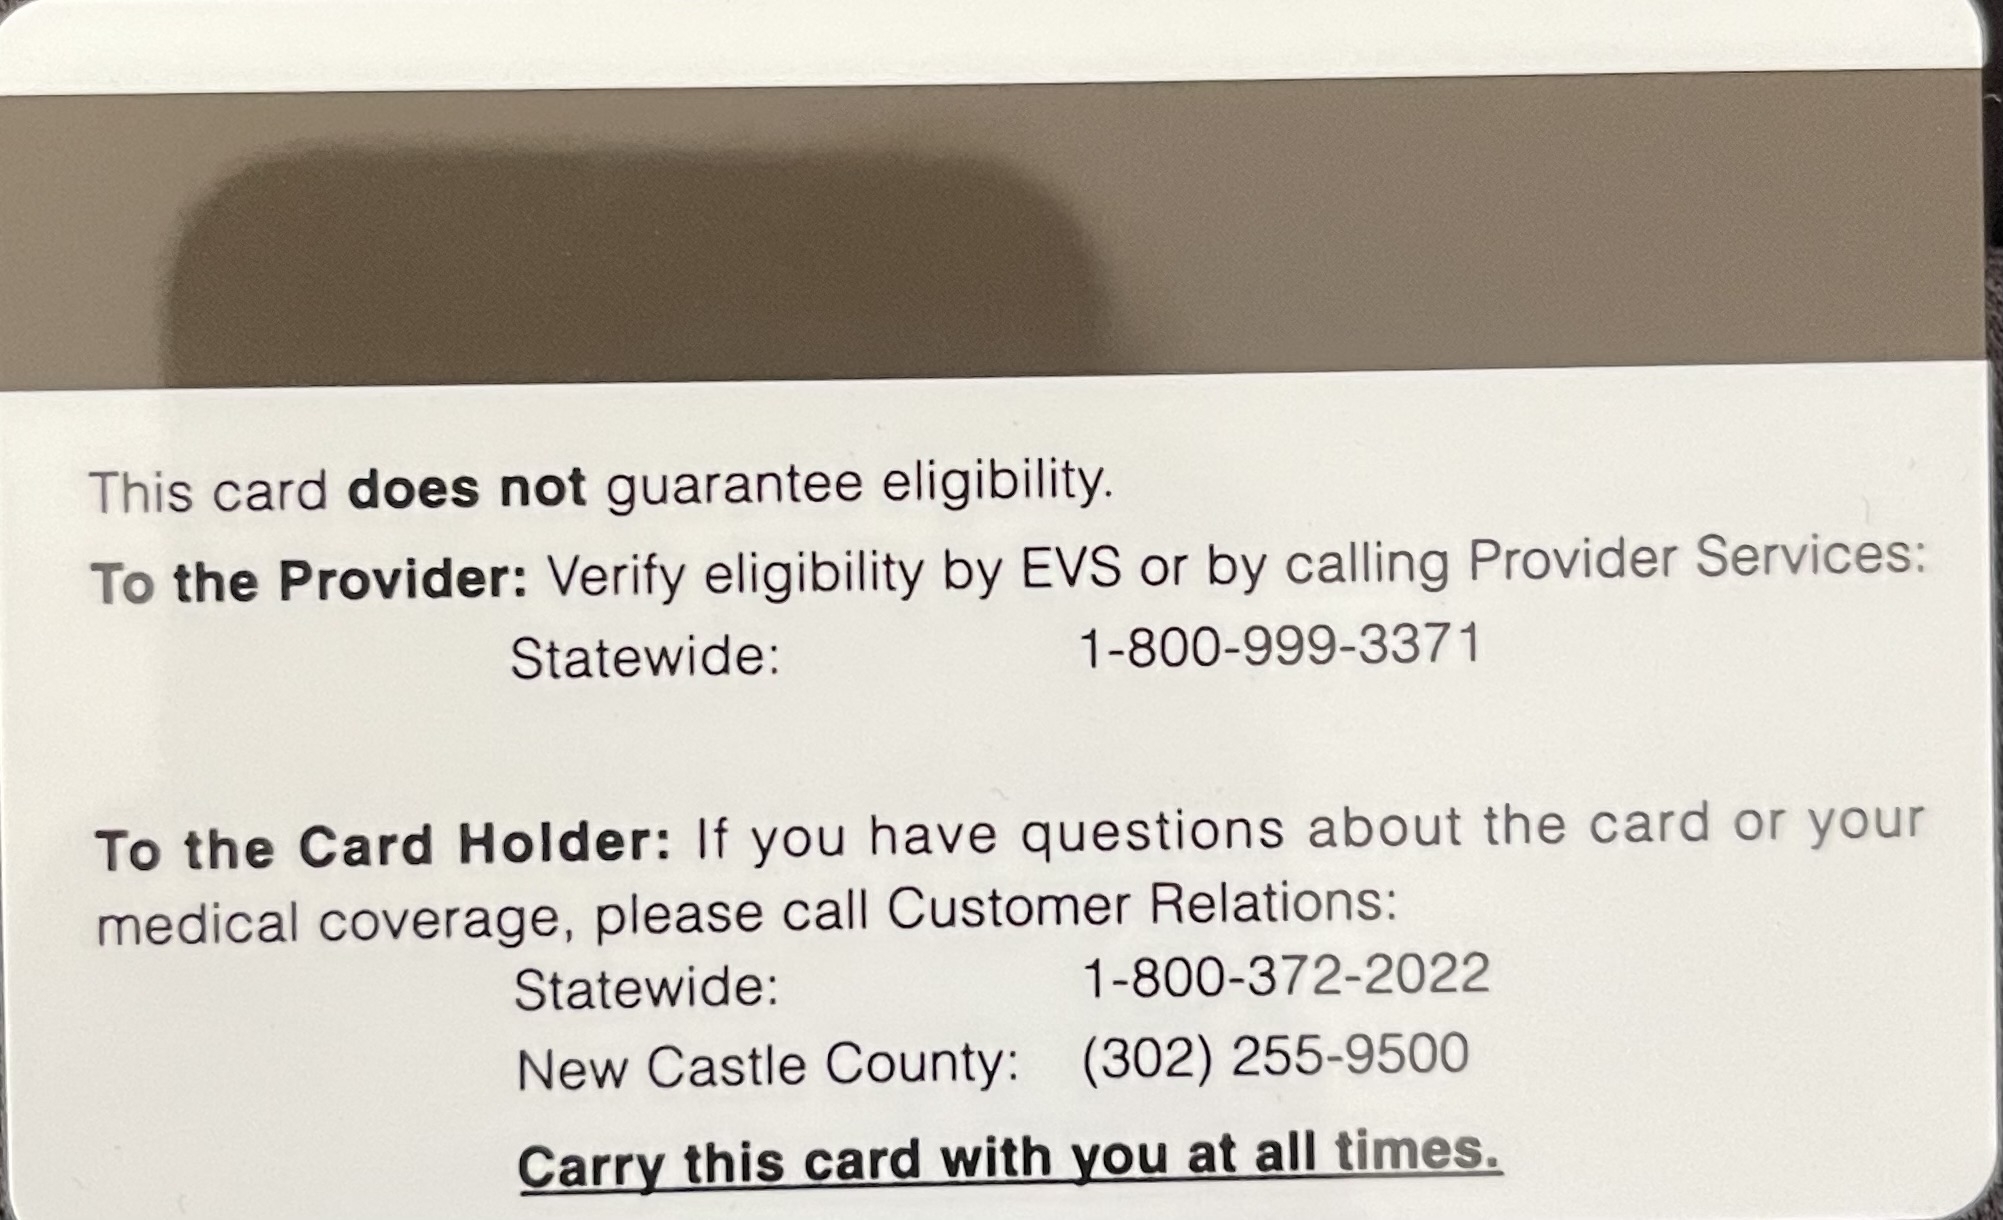 This card does not guarantee eligibility.
To the Provider: Verify eligibility by EVS or by calling Provider Services:
Statewide: 1-800-999-3371
To the Card Holder: If you have questions about the card or your
medical coverage, please call Customer Relations:
Statewide: 1-800-372-2022
New Castle County: (302) 255-9500
Carry this card with you at all times.